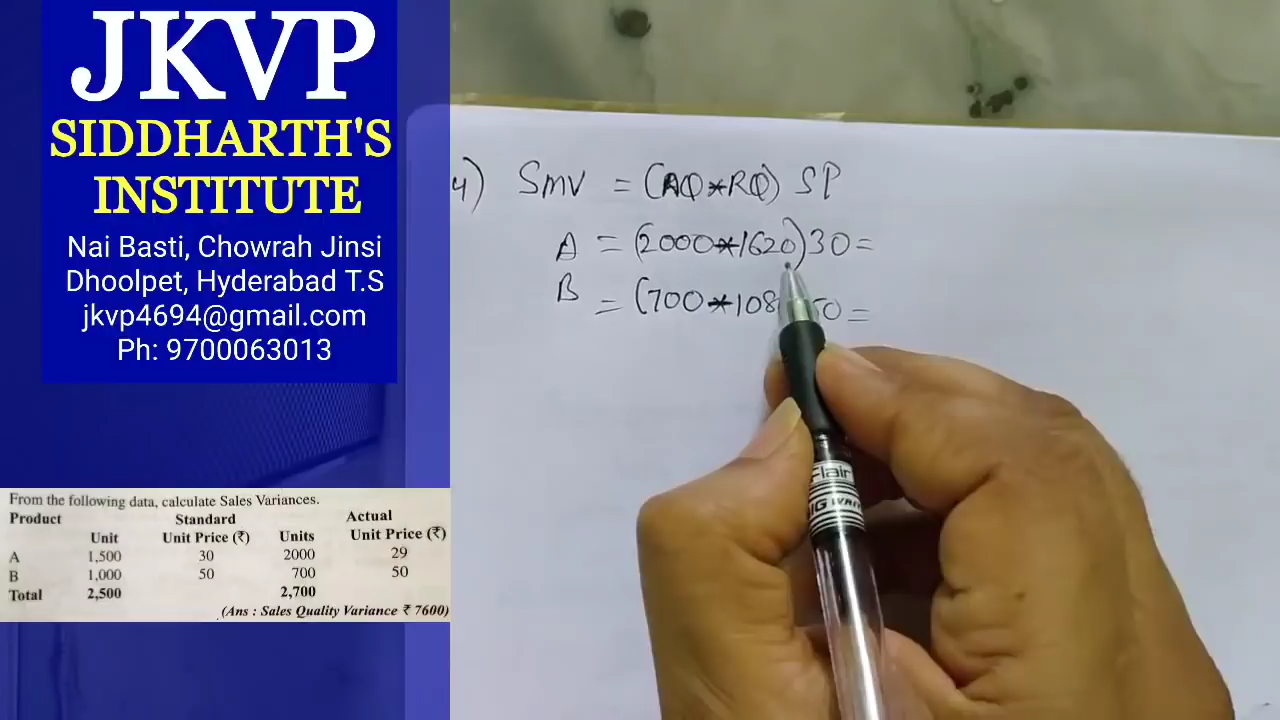 JKVP
SIDDHARTH'S
INSTITUTE
Nai Basti, Chowrah Jinsi
Dhoolpet, Hyderabad T.S
jkvp4694@gmail.com
Ph: 9700063013
4) SMV = (AQ*RQ) SP
A = (2000*1620)30=
B = (700*108 50=
From the following data, calculate Sales Variances.
Product Standard Actual
Unit Unit Price (₹) Units Unit Price (₹)
A 1,500 30 2000 29
B 1,000 50 700 50
Total 2,500 2,700
(Ans : Sales Quality Variance ₹ 7600)
Flair
WRITE